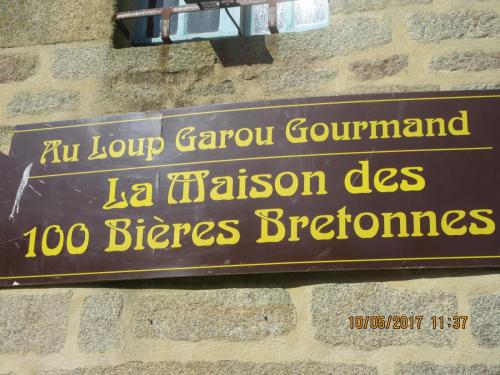 Au Loup Garou Gourmand
La Maison des
100 Bières Bretonnes
10/05/2017 11:37